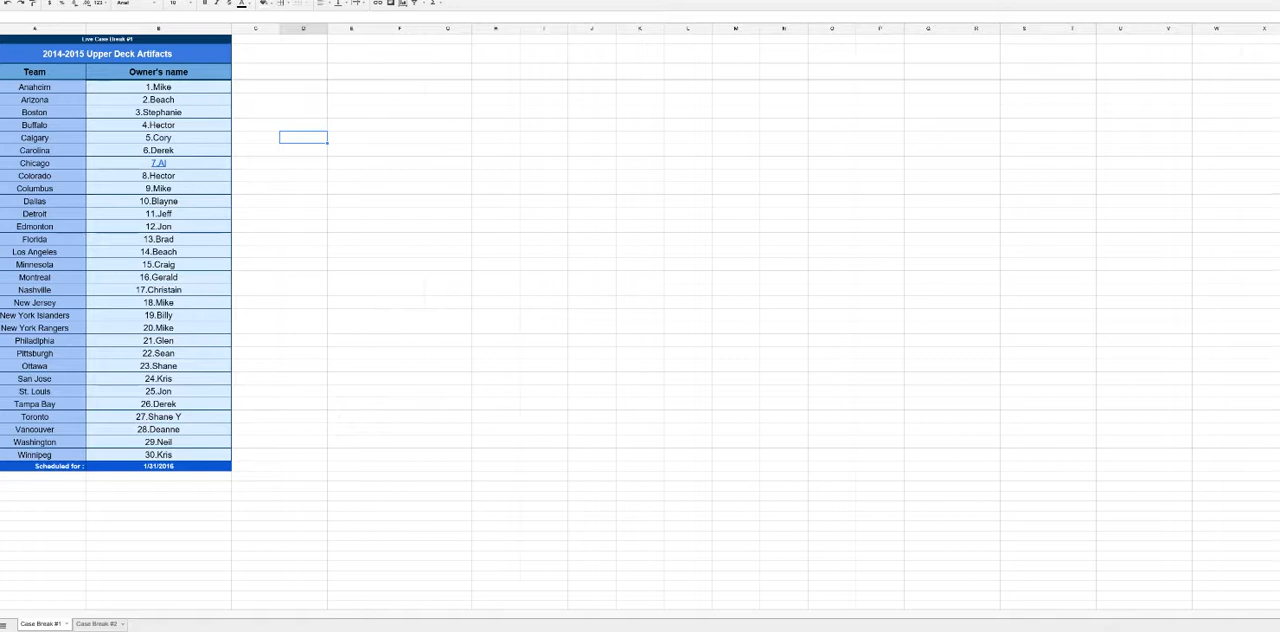 $ % .0 .00 123 Arial 10 B I S A
A B C D E F G H I J K L M N O P Q R S T U V W X
Live Case Break #1
2014-2015 Upper Deck Artifacts
Team Owner's name
Anaheim 1.Mike
Arizona 2.Beach
Boston 3.Stephanie
Buffalo 4.Hector
Calgary 5.Cory
Carolina 6.Derek
Chicago 7.Al
Colorado 8.Hector
Columbus 9.Mike
Dallas 10.Blayne
Detroit 11.Jeff
Edmonton 12.Jon
Florida 13.Brad
Los Angeles 14.Beach
Minnesota 15.Craig
Montreal 16.Gerald
Nashville 17.Christain
New Jersey 18.Mike
New York Islanders 19.Billy
New York Rangers 20.Mike
Philadlphia 21.Glen
Pittsburgh 22.Sean
Ottawa 23.Shane
San Jose 24.Kris
St. Louis 25.Jon
Tampa Bay 26.Derek
Toronto 27.Shane Y
Vancouver 28.Deanne
Washington 29.Neil
Winnipeg 30.Kris
Scheduled for : 1/31/2016
Case Break #1 Case Break #2